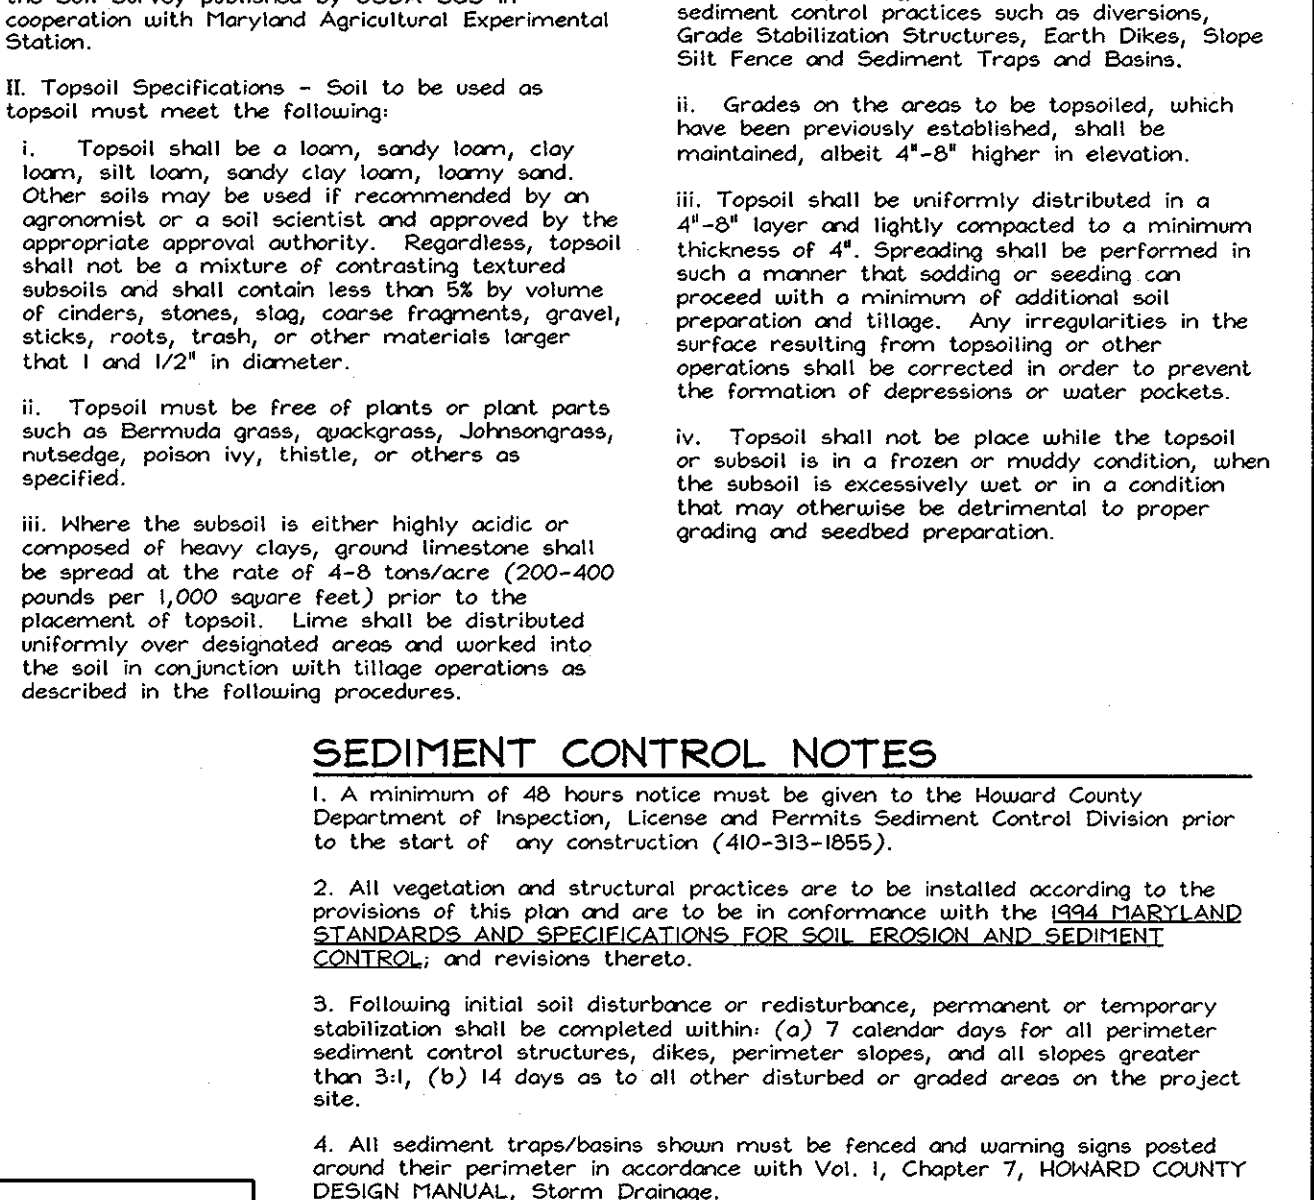 the Soil Survey published by USDA-SCS in
cooperation with Maryland Agricultural Experimental
Station.
II. Topsoil Specifications - Soil to be used as
topsoil must meet the following:
i. Topsoil shall be a loam, sandy loam, clay
loam, silt loam, sandy clay loam, loamy sand.
Other soils may be used if recommended by an
agronomist or a soil scientist and approved by the
appropriate approval authority. Regardless, topsoil
shall not be a mixture of contrasting textured
subsoils and shall contain less than 5% by volume
of cinders, stones, slag, coarse fragments, gravel,
sticks, roots, trash, or other materials larger
that 1 and 1/2" in diameter.
ii. Topsoil must be free of plants or plant parts
such as Bermuda grass, quackgrass, Johnsongrass,
nutsedge, poison ivy, thistle, or others as
specified.
iii. Where the subsoil is either highly acidic or
composed of heavy clays, ground limestone shall
be spread at the rate of 4-8 tons/acre (200-400
pounds per 1,000 square feet) prior to the
placement of topsoil. Lime shall be distributed
uniformly over designated areas and worked into
the soil in conjunction with tillage operations as
described in the following procedures.
sediment control practices such as diversions,
Grade Stabilization Structures, Earth Dikes, Slope
Silt Fence and Sediment Traps and Basins.
ii. Grades on the areas to be topsoiled, which
have been previously established, shall be
maintained, albeit 4"-8" higher in elevation.
iii. Topsoil shall be uniformly distributed in a
4"-8" layer and lightly compacted to a minimum
thickness of 4". Spreading shall be performed in
such a manner that sodding or seeding can
proceed with a minimum of additional soil
preparation and tillage. Any irregularities in the
surface resulting from topsoiling or other
operations shall be corrected in order to prevent
the formation of depressions or water pockets.
iv. Topsoil shall not be place while the topsoil
or subsoil is in a frozen or muddy condition, when
the subsoil is excessively wet or in a condition
that may otherwise be detrimental to proper
grading and seedbed preparation.
SEDIMENT CONTROL NOTES
1. A minimum of 48 hours notice must be given to the Howard County
Department of Inspection, License and Permits Sediment Control Division prior
to the start of any construction (410-313-1855).
2. All vegetation and structural practices are to be installed according to the
provisions of this plan and are to be in conformance with the 1994 MARYLAND
STANDARDS AND SPECIFICATIONS FOR SOIL EROSION AND SEDIMENT
CONTROL; and revisions thereto.
3. Following initial soil disturbance or redisturbance, permanent or temporary
stabilization shall be completed within: (a) 7 calendar days for all perimeter
sediment control structures, dikes, perimeter slopes, and all slopes greater
than 3:1, (b) 14 days as to all other disturbed or graded areas on the project
site.
4. All sediment traps/basins shown must be fenced and warning signs posted
around their perimeter in accordance with Vol. 1, Chapter 7, HOWARD COUNTY
DESIGN MANUAL, Storm Drainage.